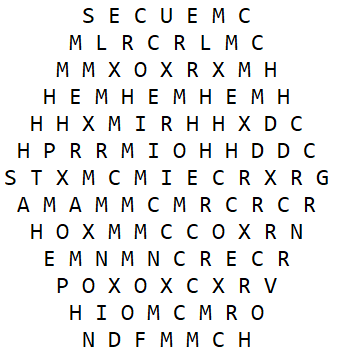 S E C U E M C
M L R C R L M C
M M X O X R X M H
H E M H E M H E M H
H H X M I R H H X D C
H P R R M I O H H D D C
S T X M C M I E C R X R G
A M A M M C M R C R C R
H O X M M C C O X R N
E M N M N C R E C R
P O X O X C X R V
H I O M C M R O
N D F M M C H